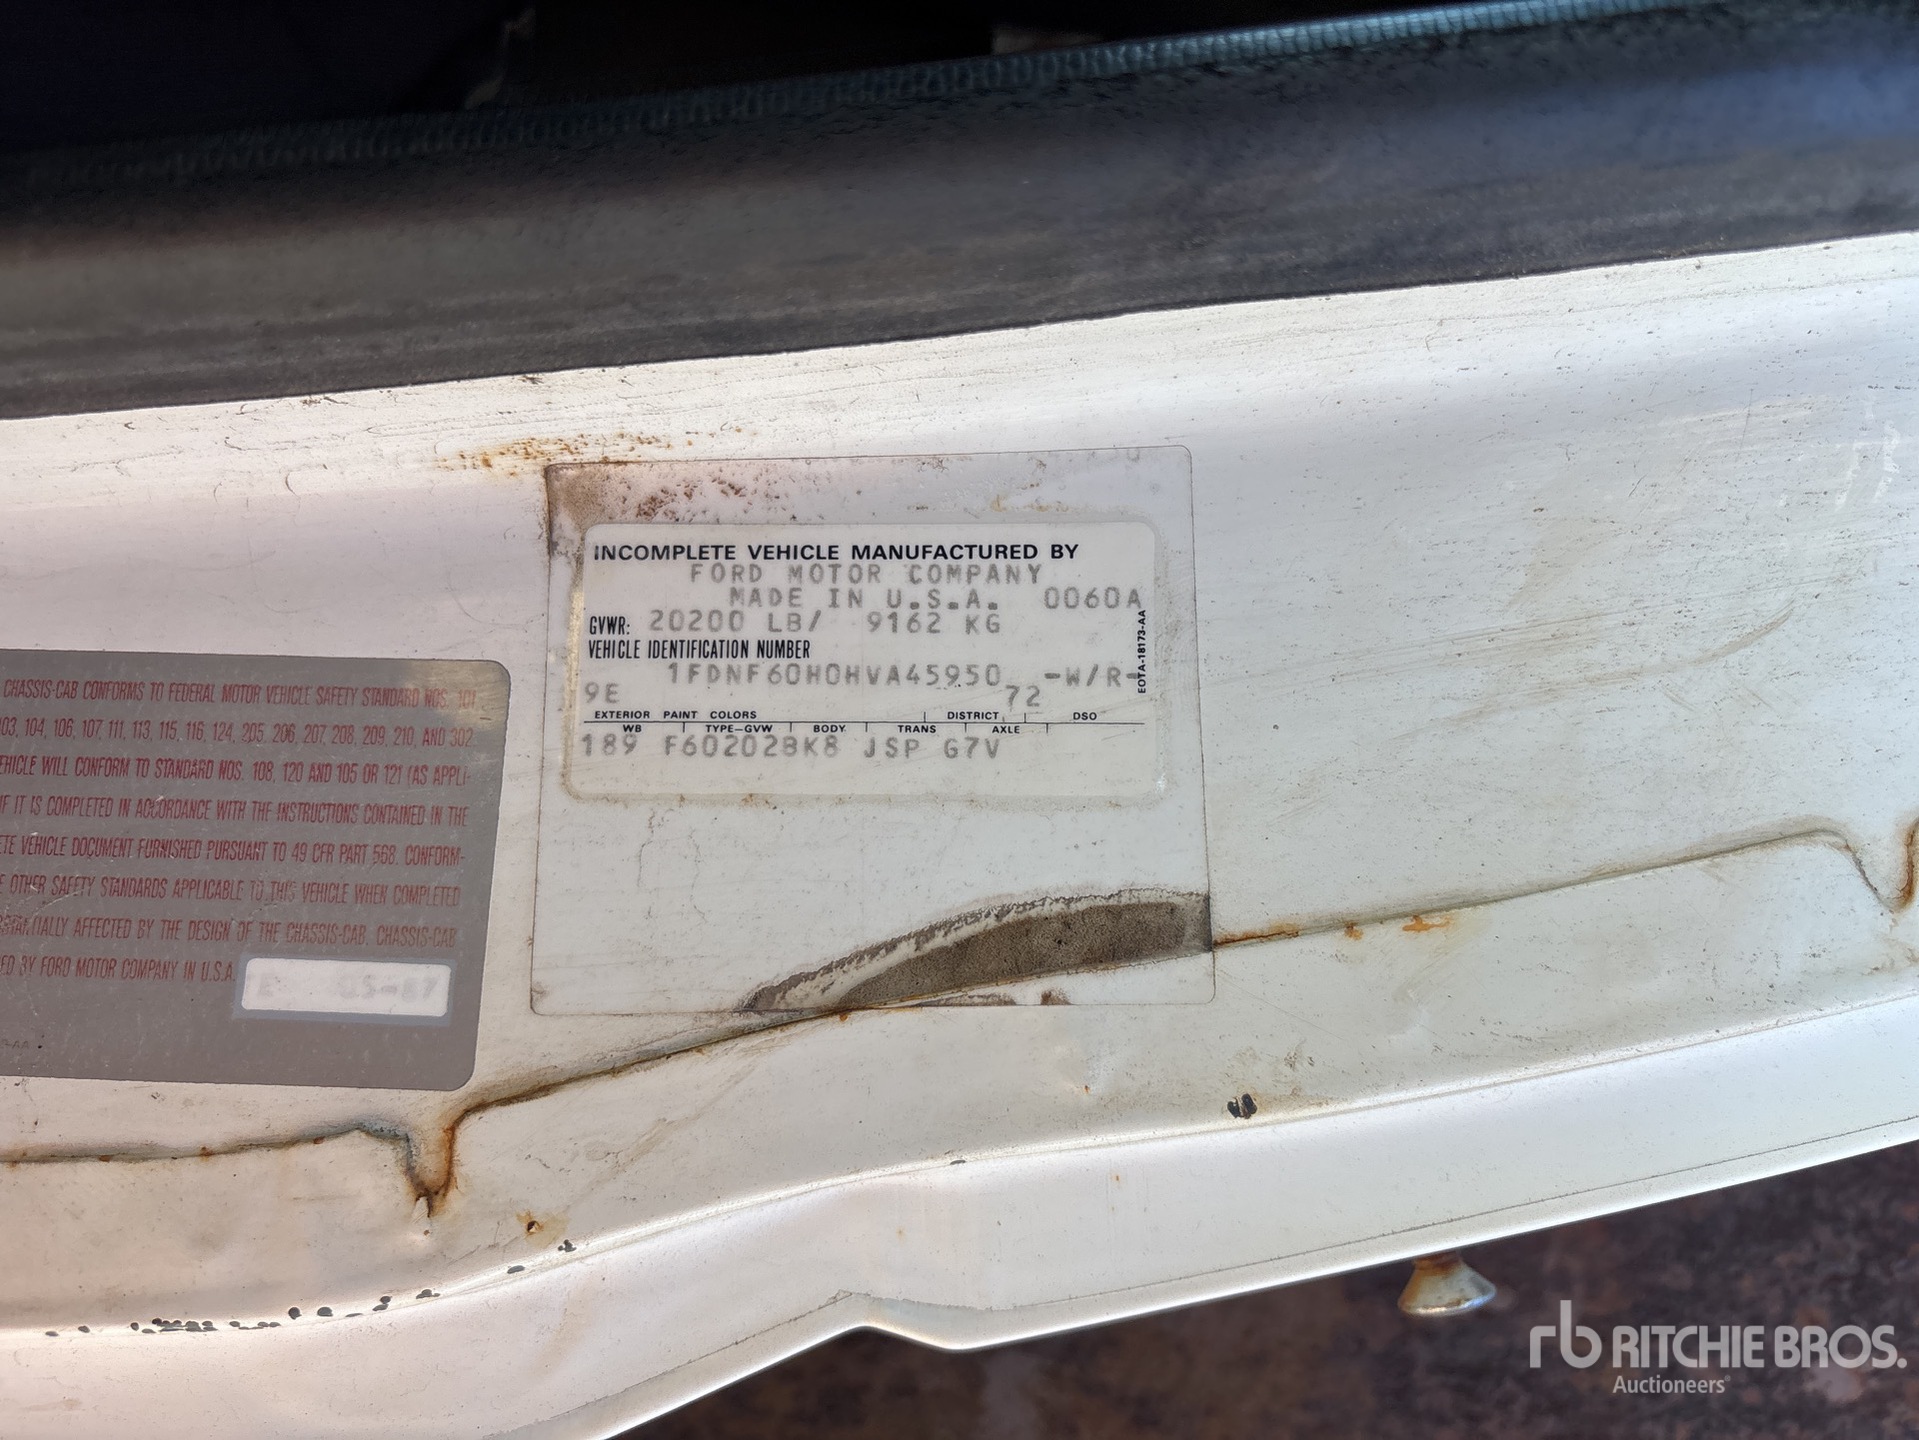 INCOMPLETE VEHICLE MANUFACTURED BY
FORD MOTOR COMPANY
MADE IN U.S.A. 0060A
GVWR: 20200 LB/ 9162 KG
VEHICLE IDENTIFICATION NUMBER
1FDNF60H0HVA45950 -W/R-
9E 72
EXTERIOR PAINT COLORS DISTRICT DSO
WB TYPE-GVW BODY TRANS AXLE
189 F60202BK8 JSP G7V
EOTA-18173-AA
CHASSIS-CAB CONFORMS TO FEDERAL MOTOR VEHICLE SAFETY STANDARD NOS. 101,
103, 104, 106, 107, 111, 113, 115, 116, 124, 205, 206, 207, 208, 209, 210, AND 302.
VEHICLE WILL CONFORM TO STANDARD NOS. 108, 120 AND 105 OR 121 (AS APPLI-
IF IT IS COMPLETED IN ACCORDANCE WITH THE INSTRUCTIONS CONTAINED IN THE
VEHICLE DOCUMENT FURNISHED PURSUANT TO 49 CFR PART 568. CONFORM-
OTHER SAFETY STANDARDS APPLICABLE TO THIS VEHICLE WHEN COMPLETED
AFFECTED BY THE DESIGN OF THE CHASSIS-CAB. CHASSIS-CAB
BY FORD MOTOR COMPANY IN U.S.A.
rb RITCHIE BROS.
Auctioneers